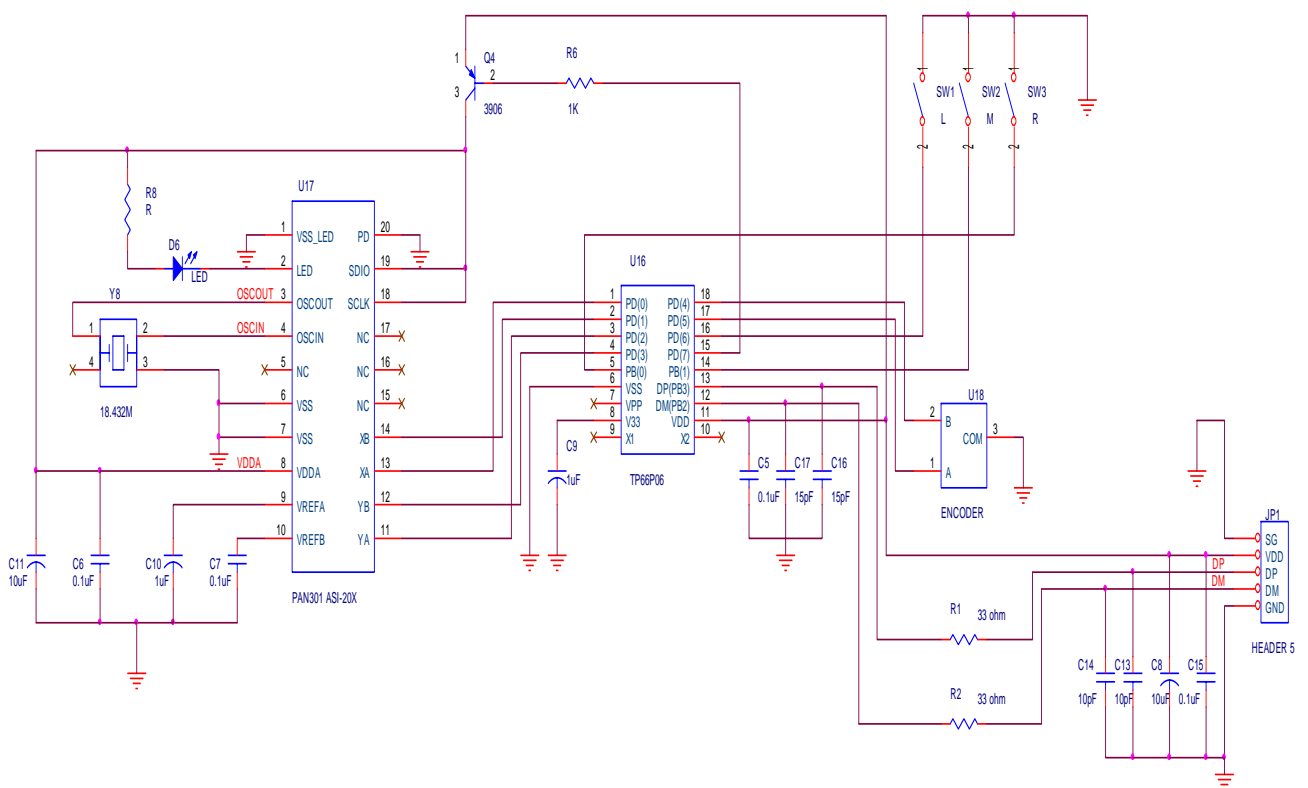 1
Q4
2
3
3906
R6
1K
1
1
1
SW1
SW2
SW3
L
M
R
2
2
2
R8
R
U17
D6
LED
1
VSS_LED
PD
20
2
LED
SDIO
19
OSCOUT
3
OSCOUT
SCLK
18
OSCIN
4
OSCIN
NC
17
5
NC
NC
16
6
VSS
NC
15
7
VSS
XB
14
VDDA
8
VDDA
XA
13
9
VREFA
YB
12
10
VREFB
YA
11
PAN301 ASI-20X
Y8
1
2
4
3
18.432M
C11
10uF
C6
0.1uF
C10
1uF
C7
0.1uF
U16
1
PD(0)
PD(4)
18
2
PD(1)
PD(5)
17
3
PD(2)
PD(6)
16
4
PD(3)
PD(7)
15
5
PB(0)
PB(1)
14
6
VSS
DP(PB3)
13
7
VPP
DM(PB2)
12
8
V33
VDD
11
9
X1
X2
10
TP66P06
C9
1uF
C5
0.1uF
C17
15pF
C16
15pF
U18
2
B
COM
3
1
A
ENCODER
JP1
SG
VDD
DP
DP
DM
DM
GND
HEADER 5
R1
33 ohm
R2
33 ohm
C14
10pF
C13
10pF
C8
10uF
C15
0.1uF